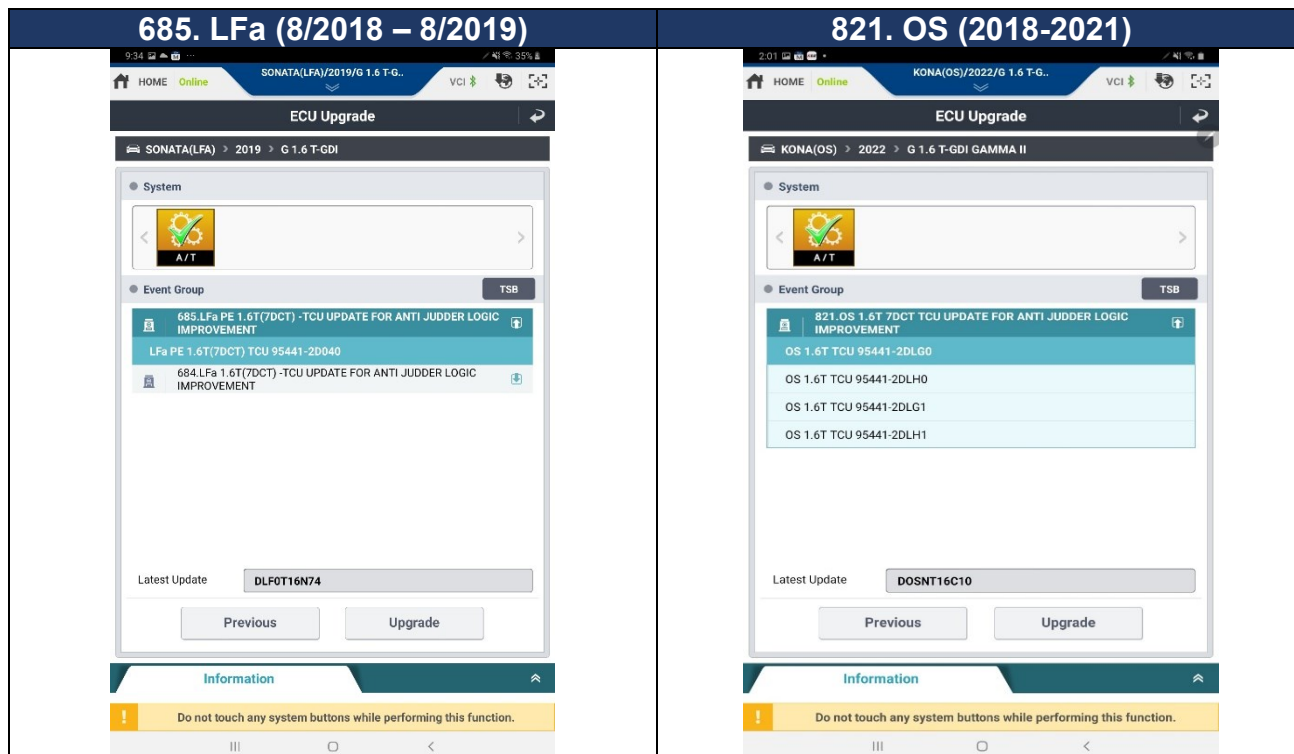 685. LFa (8/2018 – 8/2019)
9:34
35%
HOME Online
SONATA(LFA)/2019/G 1.6 T-G..
VCI
ECU Upgrade
SONATA(LFA) > 2019 > G 1.6 T-GDI
System
A/T
Event Group
TSB
685.LFa PE 1.6T(7DCT) -TCU UPDATE FOR ANTI JUDDER LOGIC
IMPROVEMENT
LFa PE 1.6T(7DCT) TCU 95441-2D040
684.LFa 1.6T(7DCT) -TCU UPDATE FOR ANTI JUDDER LOGIC
IMPROVEMENT
Latest Update DLF0T16N74
Previous Upgrade
Information
Do not touch any system buttons while performing this function.
821. OS (2018-2021)
2:01
HOME Online
KONA(OS)/2022/G 1.6 T-G..
VCI
ECU Upgrade
KONA(OS) > 2022 > G 1.6 T-GDI GAMMA II
System
A/T
Event Group
TSB
821.OS 1.6T 7DCT TCU UPDATE FOR ANTI JUDDER LOGIC
IMPROVEMENT
OS 1.6T TCU 95441-2DLG0
OS 1.6T TCU 95441-2DLH0
OS 1.6T TCU 95441-2DLG1
OS 1.6T TCU 95441-2DLH1
Latest Update DOSNT16C10
Previous Upgrade
Information
Do not touch any system buttons while performing this function.